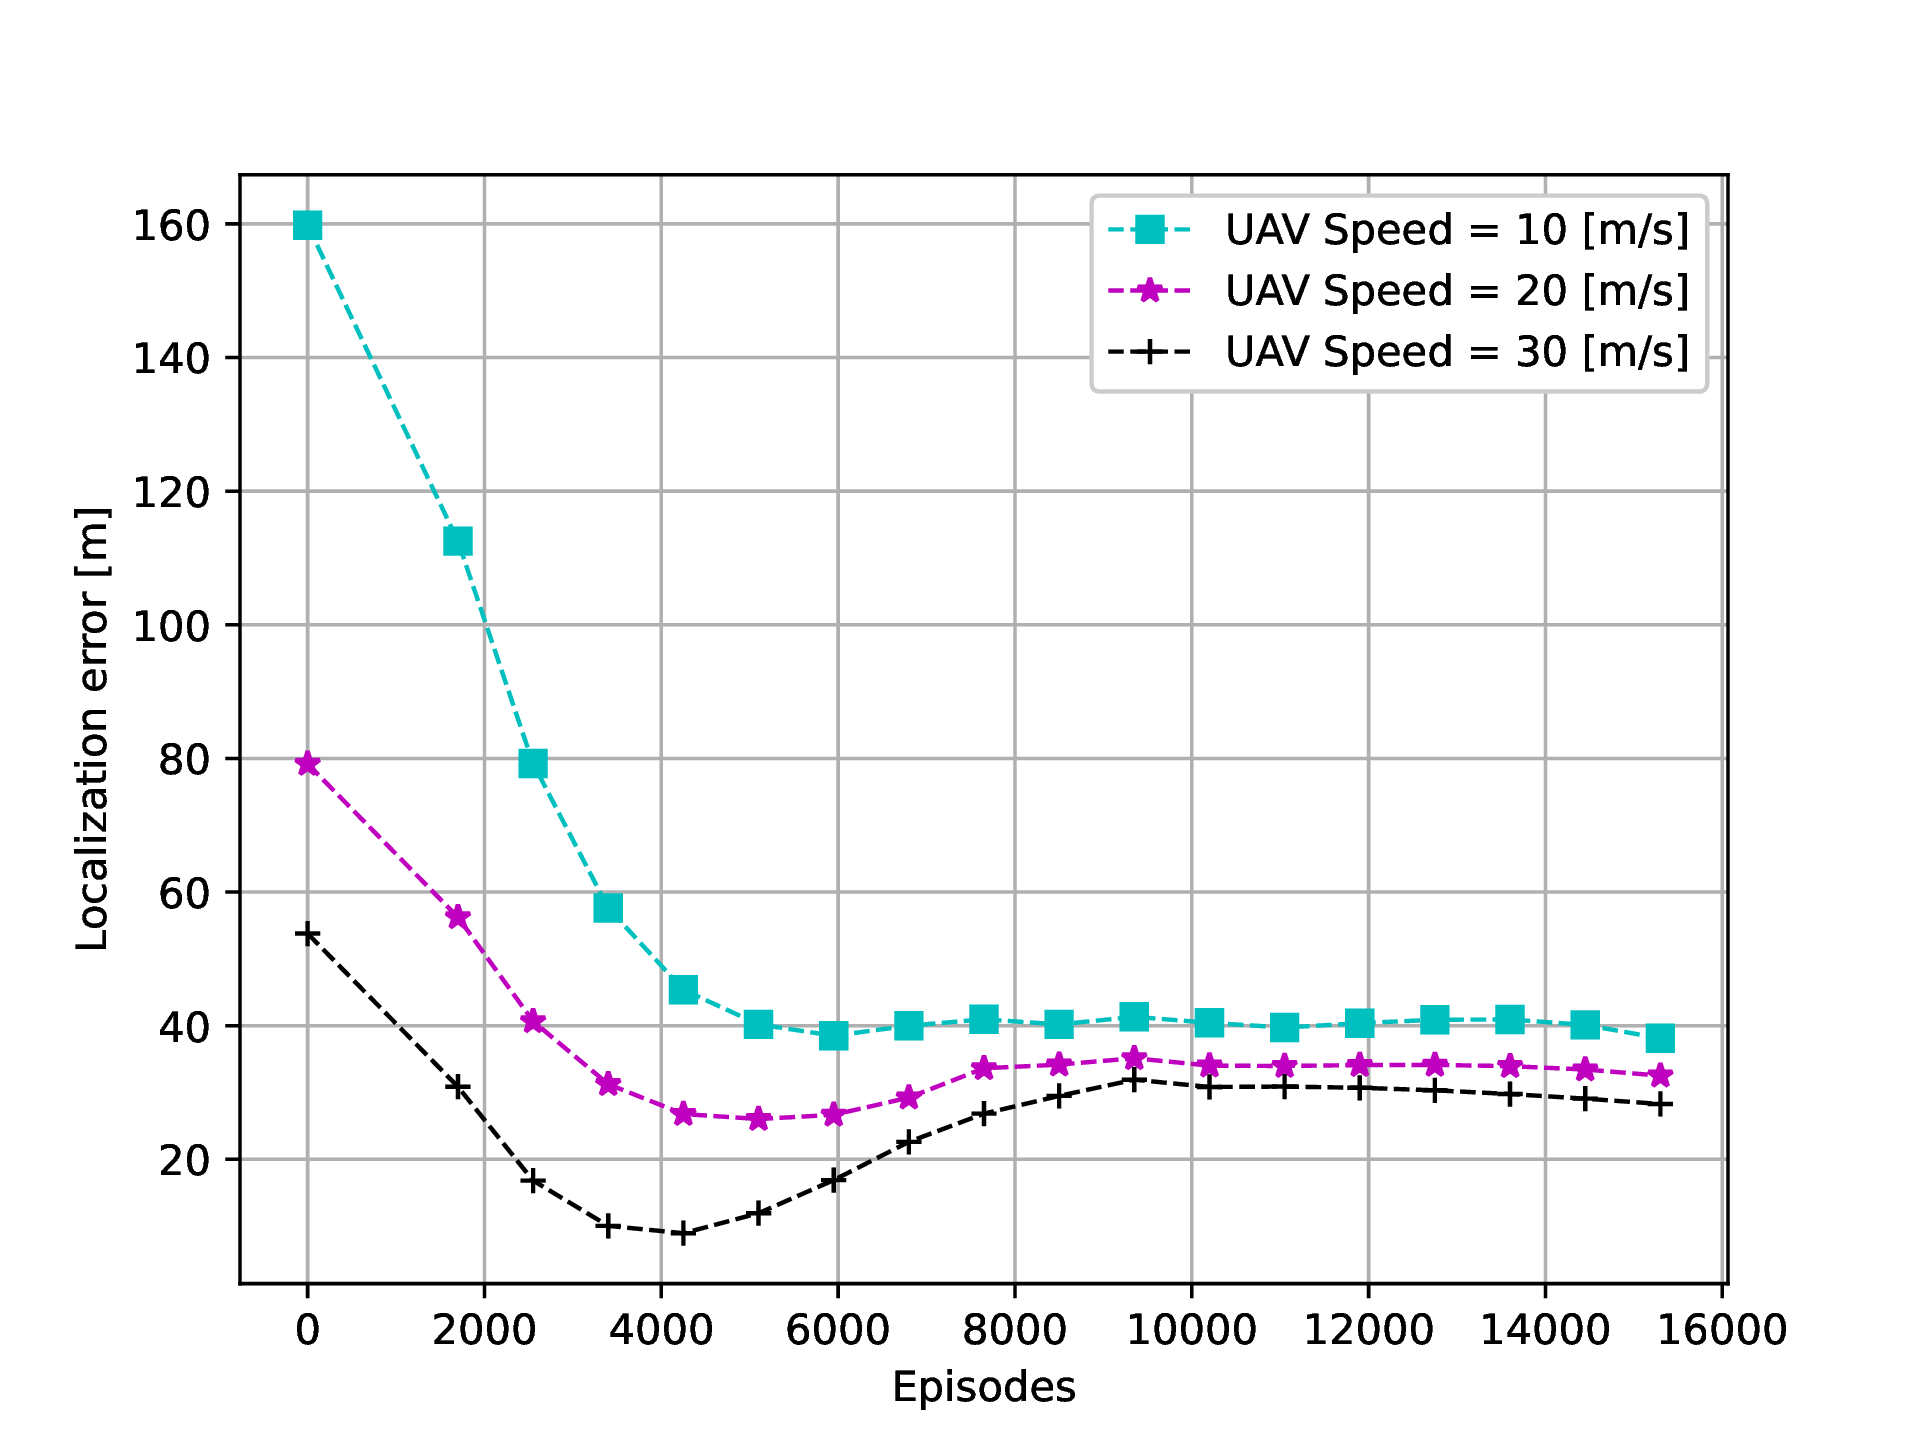 160
140
120
100
80
60
40
20
Localization error [m]
UAV Speed = 10 [m/s]
UAV Speed = 20 [m/s]
UAV Speed = 30 [m/s]
0 2000 4000 6000 8000 10000 12000 14000 16000
Episodes